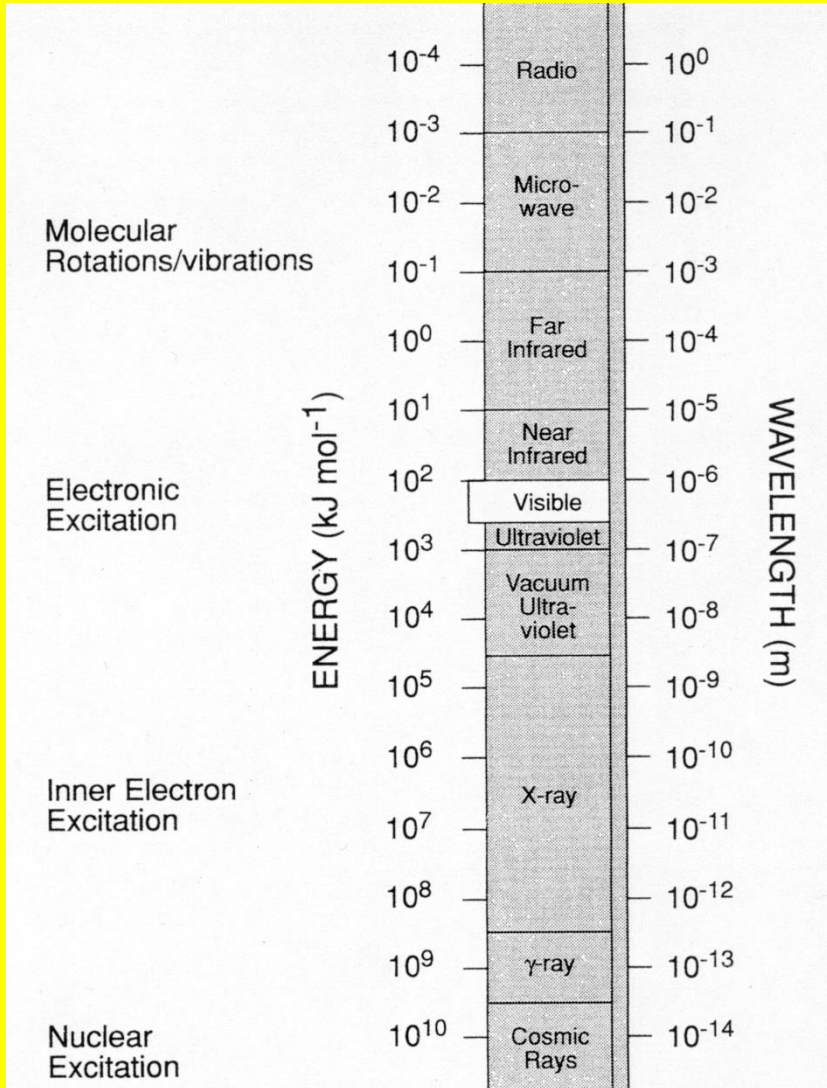 10-4
Radio
100
10-3
10-1
Micro-
wave
10-2
10-2
Molecular
Rotations/vibrations
10-1
10-3
Far
Infrared
100
10-4
101
10-5
Near
Infrared
ENERGY (kJ mol-1)
WAVELENGTH (m)
102
10-6
Electronic
Excitation
Visible
Ultraviolet
103
10-7
Vacuum
Ultra-
violet
104
10-8
105
10-9
106
10-10
Inner Electron
Excitation
X-ray
107
10-11
108
10-12
109
γ-ray
10-13
Nuclear
Excitation
1010
Cosmic
Rays
10-14